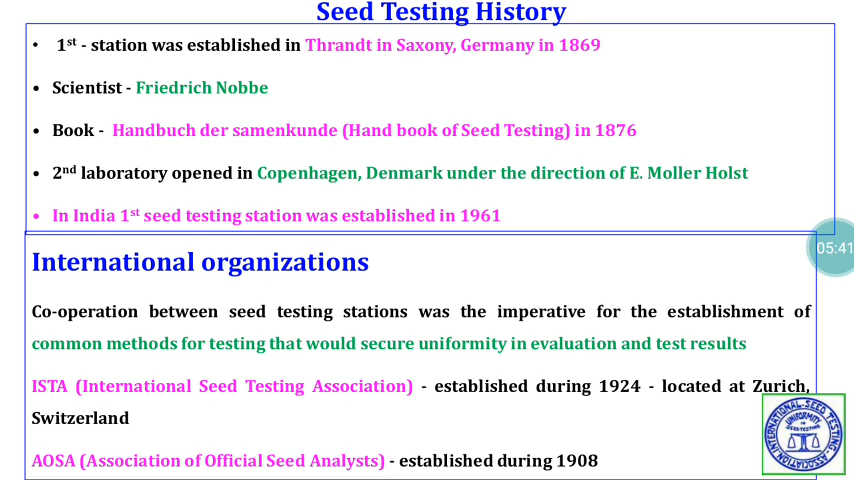 Seed Testing History
• 1st - station was established in Thrandt in Saxony, Germany in 1869
• Scientist - Friedrich Nobbe
• Book - Handbuch der samenkunde (Hand book of Seed Testing) in 1876
• 2nd laboratory opened in Copenhagen, Denmark under the direction of E. Moller Holst
• In India 1st seed testing station was established in 1961
05:41
International organizations
Co-operation between seed testing stations was the imperative for the establishment of
common methods for testing that would secure uniformity in evaluation and test results
ISTA (International Seed Testing Association) - established during 1924 - located at Zurich,
Switzerland
INTERNATIONAL SEED TESTING ASSOCIATION
UNIFORMITY
IN
SEED TESTING
AOSA (Association of Official Seed Analysts) - established during 1908